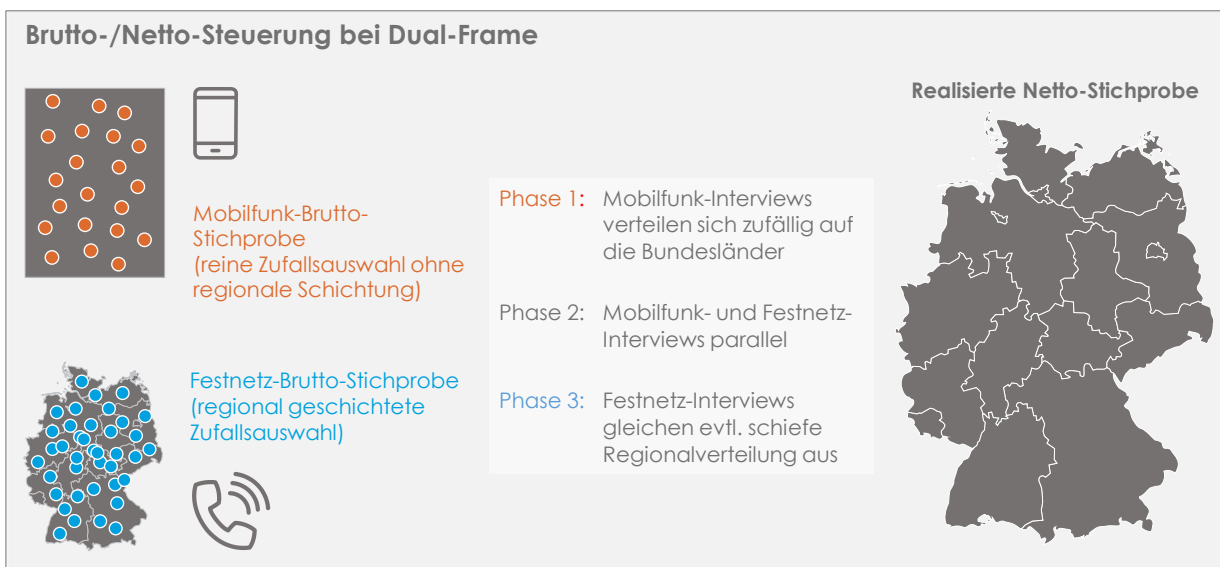 Brutto-/Netto-Steuerung bei Dual-Frame
Mobilfunk-Brutto-
Stichprobe
(reine Zufallsauswahl ohne
regionale Schichtung)
Festnetz-Brutto-Stichprobe
(regional geschichtete
Zufallsauswahl)
Phase 1: Mobilfunk-Interviews
verteilen sich zufällig auf
die Bundesländer
Phase 2: Mobilfunk- und Festnetz-
Interviews parallel
Phase 3: Festnetz-Interviews
gleichen evtl. schiefe
Regionalverteilung aus
Realisierte Netto-Stichprobe